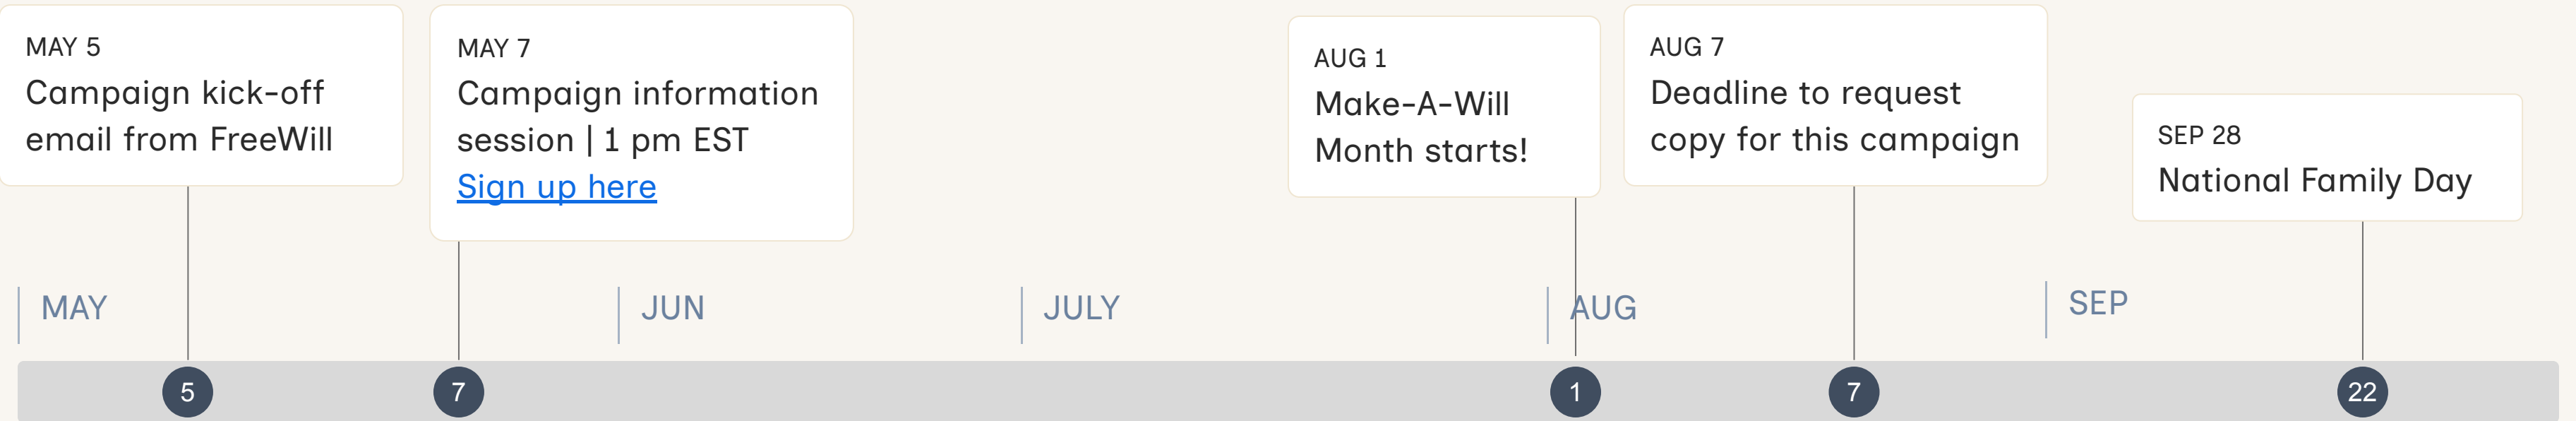 MAY 5
Campaign kick-off
email from FreeWill
MAY 7
Campaign information
session | 1 pm EST
Sign up here
AUG 1
Make-A-Will
Month starts!
AUG 7
Deadline to request
copy for this campaign
SEP 28
National Family Day
MAY
JUN
JULY
AUG
SEP
5
7
1
7
22